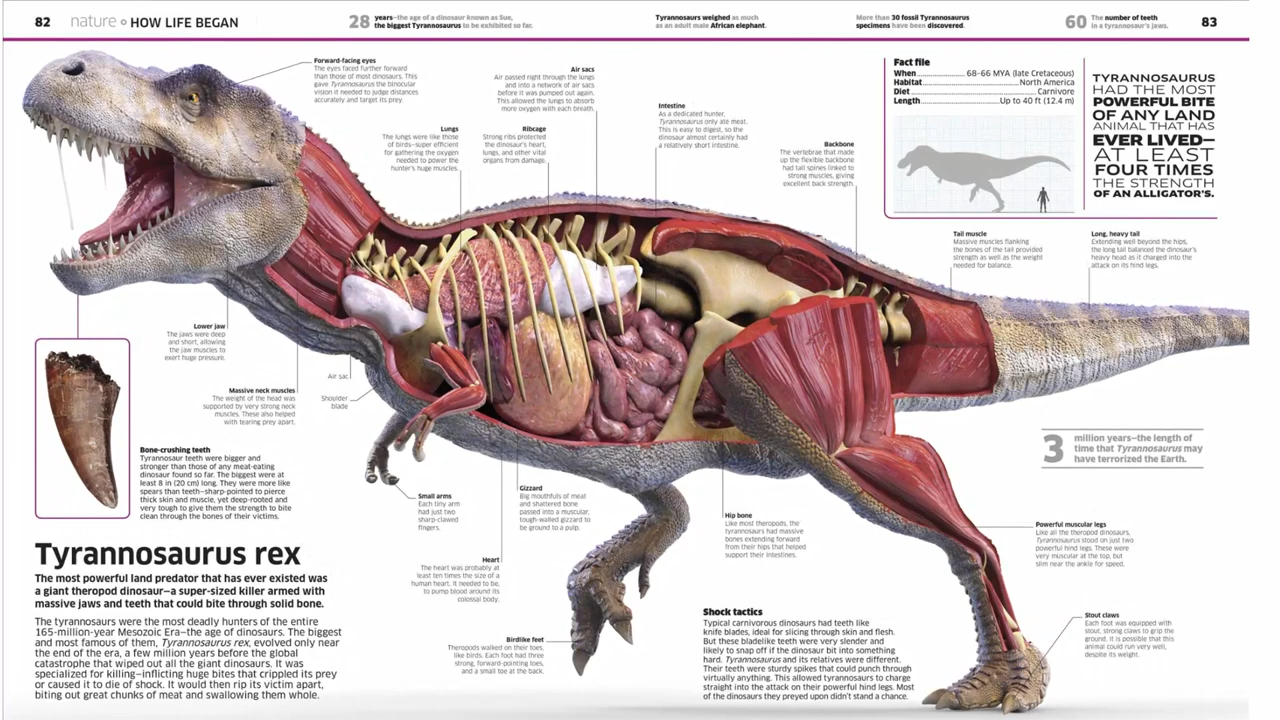 82 nature HOW LIFE BEGAN
28 years—the age of a dinosaur known as Sue,
the biggest Tyrannosaurus to be exhibited so far.
Tyrannosaurs weighed as much
as an adult male African elephant.
More than 30 fossil Tyrannosaurus
specimens have been discovered.
60 The number of teeth
in a tyrannosaur's jaws.
83
Forward-facing eyes
The eyes faced further forward
than those of most dinosaurs. This
gave Tyrannosaurus the binocular
vision it needed to judge distances
accurately and target its prey.
Lungs
The lungs were like those
of birds—super efficient
for gathering the oxygen
needed to power the
hunter's huge muscles.
Air sacs
Air passed right through the lungs
and into a network of air sacs
before it was pumped out again.
This allowed the lungs to absorb
more oxygen with each breath.
Ribcage
Strong ribs protected
the dinosaur's heart,
lungs, and other vital
organs from damage.
Intestine
As a dedicated hunter,
Tyrannosaurus only ate meat.
This is easy to digest, so the
dinosaur almost certainly had
a relatively short intestine.
Backbone
The vertebrae that made
up the flexible backbone
had tall spines linked to
strong muscles, giving
excellent back strength.
Fact file
When 68–66 MYA (late Cretaceous)
Habitat North America
Diet Carnivore
Length Up to 40 ft (12.4 m)
TYRANNOSAURUS
HAD THE MOST
POWERFUL BITE
OF ANY LAND
ANIMAL THAT HAS
EVER LIVED—
AT LEAST
FOUR TIMES
THE STRENGTH
OF AN ALLIGATOR'S.
Tail muscle
Massive muscles flanking
the bones of the tail provided
strength as well as the weight
needed for balance.
Long, heavy tail
Extending well beyond the hips,
the long tail balanced the dinosaur's
heavy head as it charged into the
attack on its hind legs.
Lower jaw
The jaws were deep
and short, allowing
the jaw muscles to
exert huge pressure.
Massive neck muscles
The weight of the head was
supported by very strong neck
muscles. These also helped
with tearing prey apart.
Air sac
Shoulder
blade
Bone-crushing teeth
Tyrannosaur teeth were bigger and
stronger than those of any meat-eating
dinosaur found so far. The biggest were at
least 8 in (20 cm) long. They were more like
spears than teeth—sharp-pointed to pierce
thick skin and muscle, yet deep-rooted and
very tough to give them the strength to bite
clean through the bones of their victims.
Small arms
Each tiny arm
had just two
sharp-clawed
fingers.
Gizzard
Big mouthfuls of meat
and shattered bone
passed into a muscular,
tough-walled gizzard to
be ground to a pulp.
Heart
The heart was probably at
least ten times the size of a
human heart. It needed to be,
to pump blood around its
colossal body.
Hip bone
Like most theropods, the
tyrannosaurs had massive
bones extending forward
from their hips that helped
support their intestines.
3 million years—the length of
time that Tyrannosaurus may
have terrorized the Earth.
Powerful muscular legs
Like all the theropod dinosaurs,
Tyrannosaurus stood on just two
powerful hind legs. These were
very muscular at the top, but
slim near the ankle for speed.
Stout claws
Each foot was equipped with
stout, strong claws to grip the
ground. It is possible that this
animal could run very well,
despite its weight.
Birdlike feet
Theropods walked on their toes,
like birds. Each foot had three
strong, forward-pointing toes,
and a small toe at the back.
Tyrannosaurus rex
The most powerful land predator that has ever existed was
a giant theropod dinosaur—a super-sized killer armed with
massive jaws and teeth that could bite through solid bone.
The tyrannosaurs were the most deadly hunters of the entire
165-million-year Mesozoic Era—the age of dinosaurs. The biggest
and most famous of them, Tyrannosaurus rex, evolved only near
the end of the era, a few million years before the global
catastrophe that wiped out all the giant dinosaurs. It was
specialized for killing—inflicting huge bites that crippled its prey
or caused it to die of shock. It would then rip its victim apart,
biting out great chunks of meat and swallowing them whole.
Shock tactics
Typical carnivorous dinosaurs had teeth like
knife blades, ideal for slicing through skin and flesh.
But these bladelike teeth were very slender and
likely to snap off if the dinosaur bit into something
hard. Tyrannosaurus and its relatives were different.
Their teeth were sturdy spikes that could punch through
virtually anything. This allowed tyrannosaurs to charge
straight into the attack on their powerful hind legs. Most
of the dinosaurs they preyed upon didn't stand a chance.